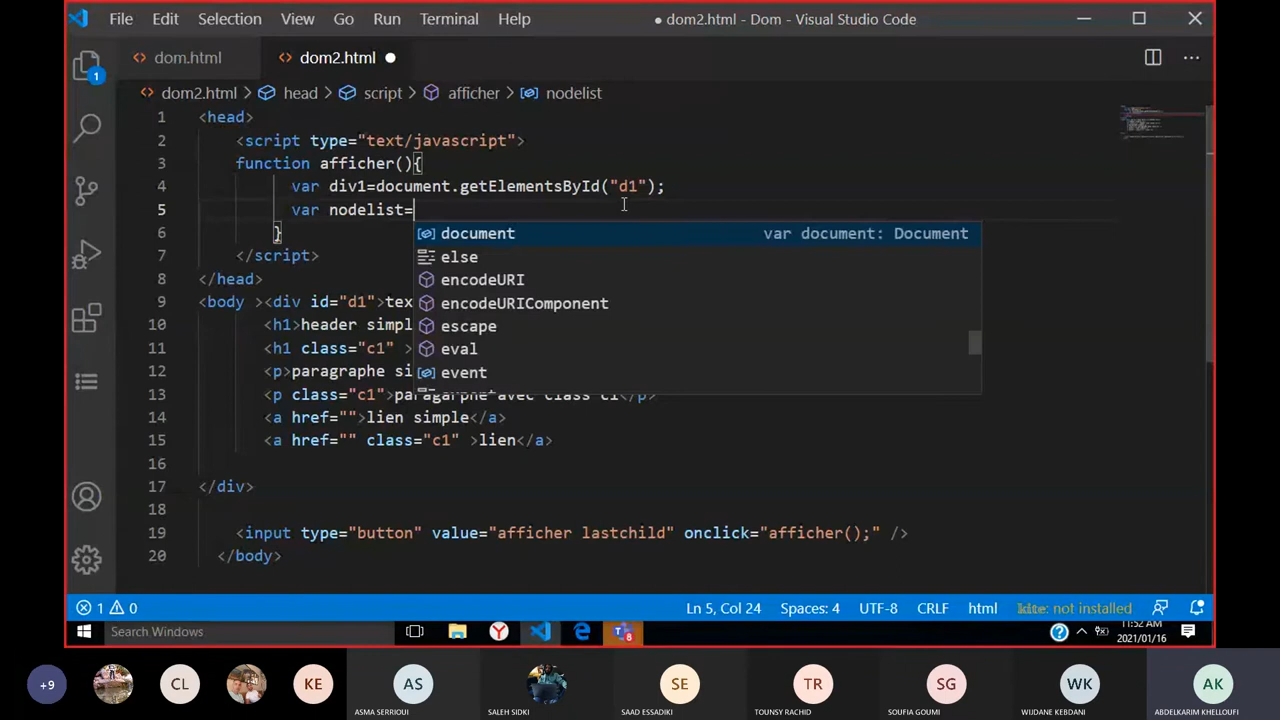 File Edit Selection View Go Run Terminal Help
● dom2.html - Dom - Visual Studio Code
dom.html
dom2.html ●
1
dom2.html > head > script > afficher > nodelist
1 <head>
2 <script type="text/javascript">
3 function afficher(){
4 var div1=document.getElementsById("d1");
5 var nodelist=
6 }
7 </script>
8 </head>
9 <body ><div id="d1">tex
10 <h1>header simpl
11 <h1 class="c1" >
12 <p>paragraphe si
13 <p class="c1">paragarphe avec class c1</p>
14 <a href="">lien simple</a>
15 <a href="" class="c1" >lien</a>
16
17 </div>
18
19 <input type="button" value="afficher lastchild" onclick="afficher();" />
20 </body>
document var document: Document
else
encodeURI
encodeURIComponent
escape
eval
event
1 0
Ln 5, Col 24 Spaces: 4 UTF-8 CRLF html kite: not installed
Search Windows
8
11:52 AM
2021/01/16
+9 CL KE AS SE TR SG WK AK
ASMA SERRIOUI SALEH SIDKI SAAD ESSADIKI TOUNSY RACHID SOUFIA GOUMI WIJDANE KEBDANI ABDELKARIM KHELLOUFI